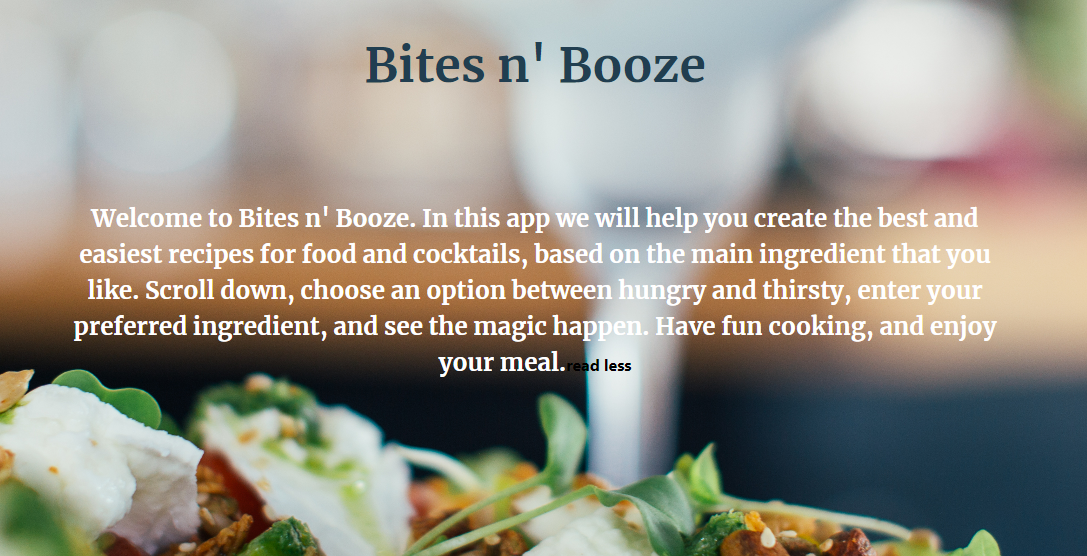 Bites n' Booze
Welcome to Bites n' Booze. In this app we will help you create the best and
easiest recipes for food and cocktails, based on the main ingredient that you
like. Scroll down, choose an option between hungry and thirsty, enter your
preferred ingredient, and see the magic happen. Have fun cooking, and enjoy
your meal.read less